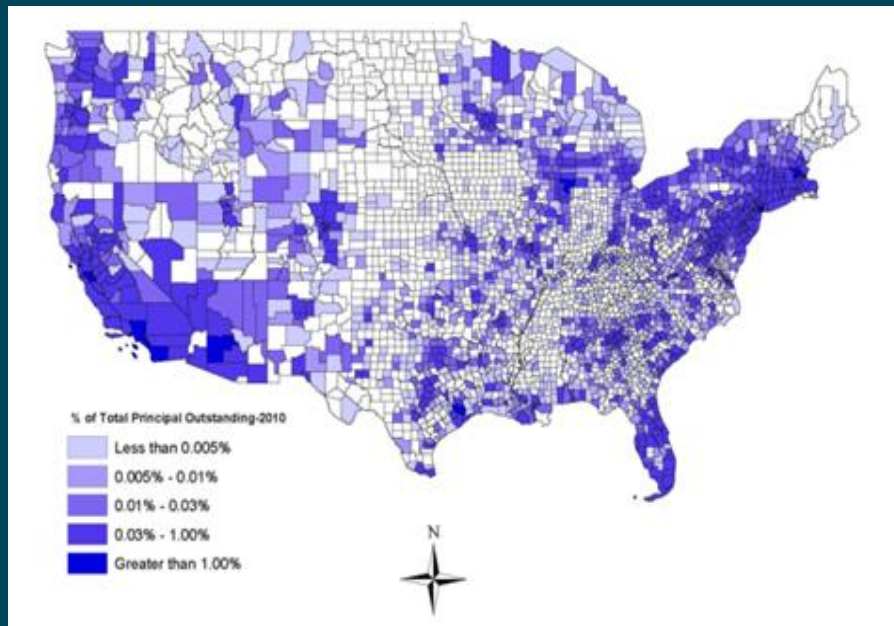 % of Total Principal Outstanding-2010
Less than 0.005%
0.005% - 0.01%
0.01% - 0.03%
0.03% - 1.00%
Greater than 1.00%
N